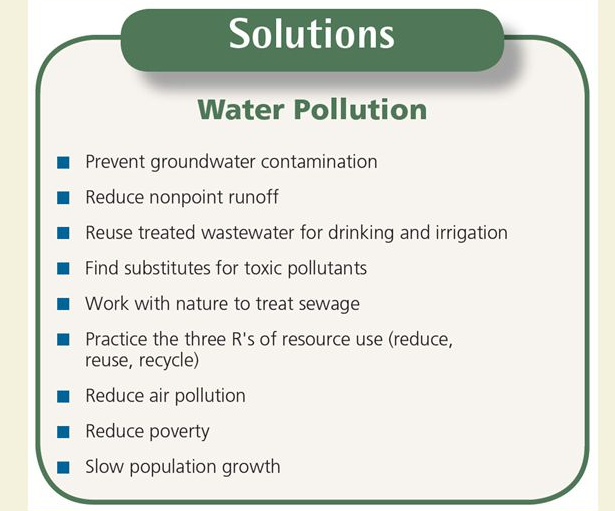 Solutions
Water Pollution
Prevent groundwater contamination
Reduce nonpoint runoff
Reuse treated wastewater for drinking and irrigation
Find substitutes for toxic pollutants
Work with nature to treat sewage
Practice the three R's of resource use (reduce,
reuse, recycle)
Reduce air pollution
Reduce poverty
Slow population growth